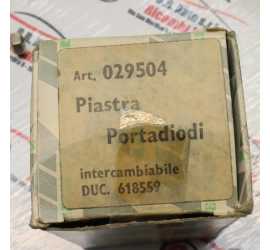 Art. 029504
Piastra
Portadiodi
intercambiabile
DUC. 618559